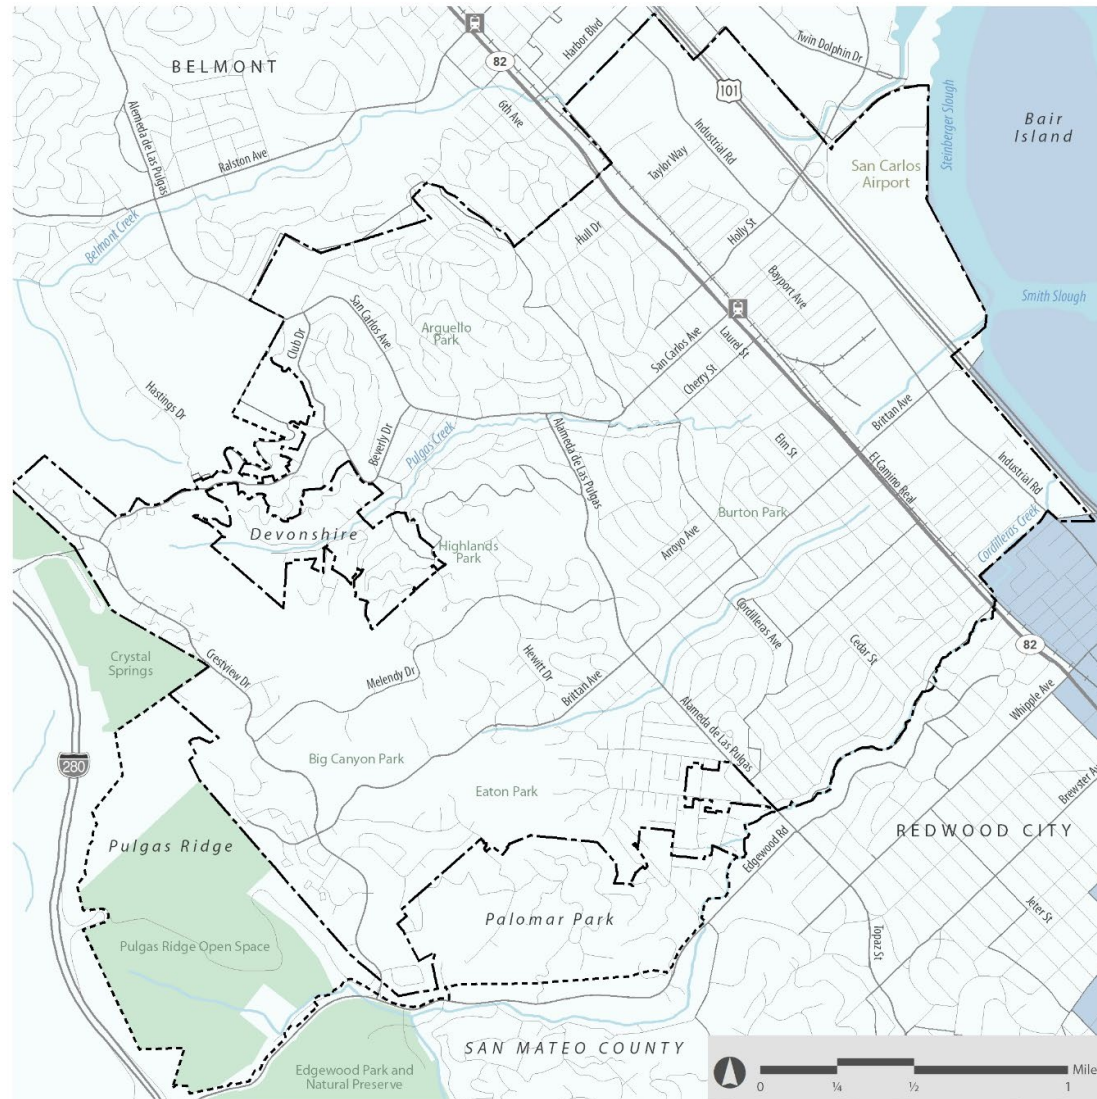 Harbor Blvd
Twin Dolphin Dr
BELMONT
82
101
Steinberger Slough
Bair
Island
Alameda de Las Pulgas
6th Ave
Industrial Rd
Ralston Ave
Taylor Way
San Carlos
Airport
Belmont Creek
Hull Dr
Holly St
Bayport Ave
Smith Slough
San Carlos Ave
Club Dr
Arguello
Park
San Carlos Ave
Laurel St
Cherry St
Hastings Dr
Brittan Ave
Beverly Dr
Pulgas Creek
Alameda de Las Pulgas
Elm St
El Camino Real
Industrial Rd
Devonshire
Highlands
Park
Burton Park
Arroyo Ave
Cordilleras Creek
Crystal
Springs
Crestview Dr
Melendy Dr
Hewitt Dr
Brittan Ave
Cordilleras Ave
Cedar St
82
Whipple Ave
280
Big Canyon Park
Alameda de Las Pulgas
Eaton Park
Brewster Av
Pulgas Ridge
Edgewood Rd
REDWOOD CITY
Palomar Park
Jeter St
Pulgas Ridge Open Space
Topaz St
SAN MATEO COUNTY
Edgewood Park and
Natural Preserve
Mile
0 ¼ ½ 1